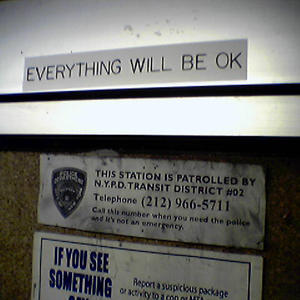 EVERYTHING WILL BE OK
THIS STATION IS PATROLLED BY
N.Y.P.D. TRANSIT DISTRICT #02
Telephone (212) 966-5711
Call this number when you need the police
and it's not an emergency.
IF YOU SEE
SOMETHING
Report a suspicious package
or activity to a cop or MTA